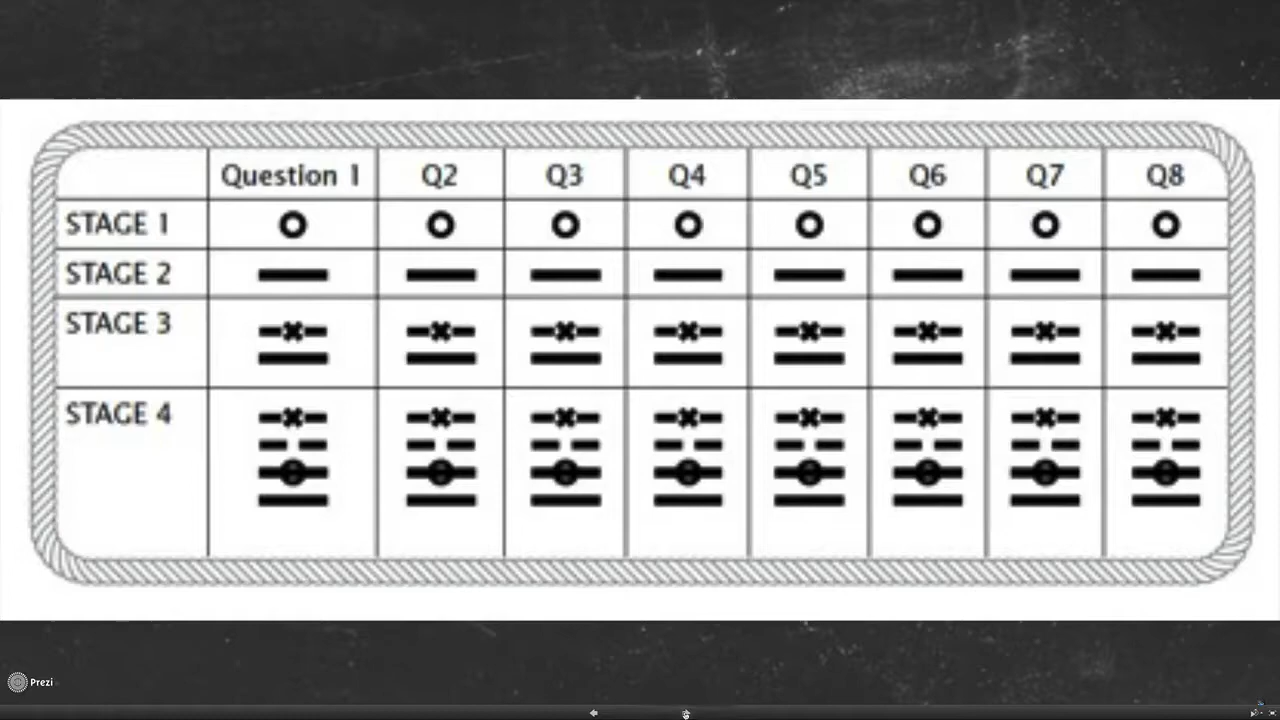 Question 1 Q2 Q3 Q4 Q5 Q6 Q7 Q8
STAGE 1
STAGE 2
STAGE 3
STAGE 4
Prezi